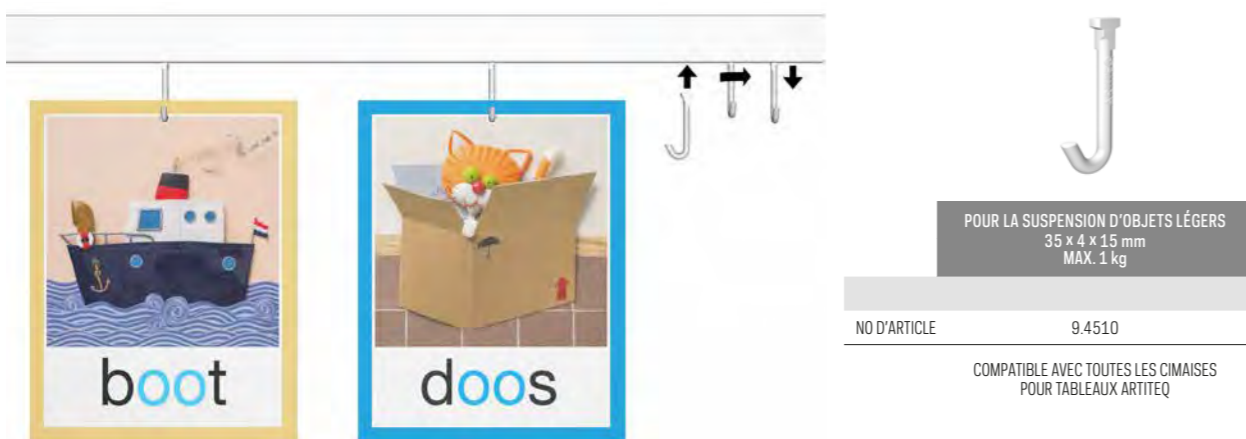 boot
doos
POUR LA SUSPENSION D'OBJETS LÉGERS
35 x 4 x 15 mm
MAX. 1 kg
NO D'ARTICLE 9.4510
COMPATIBLE AVEC TOUTES LES CIMAISES
POUR TABLEAUX ARTITEQ